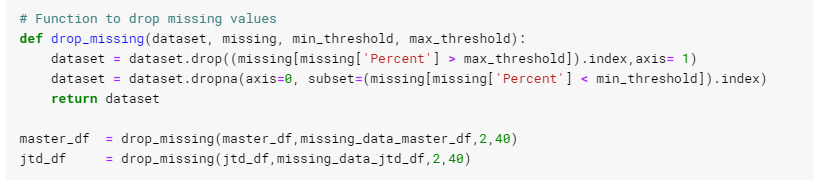 # Function to drop missing values
def drop_missing(dataset, missing, min_threshold, max_threshold):
    dataset = dataset.drop((missing[missing['Percent'] > max_threshold]).index,axis= 1)
    dataset = dataset.dropna(axis=0, subset=(missing[missing['Percent'] < min_threshold]).index)
    return dataset

master_df  = drop_missing(master_df,missing_data_master_df,2,40)
jtd_df     = drop_missing(jtd_df,missing_data_jtd_df,2,40)